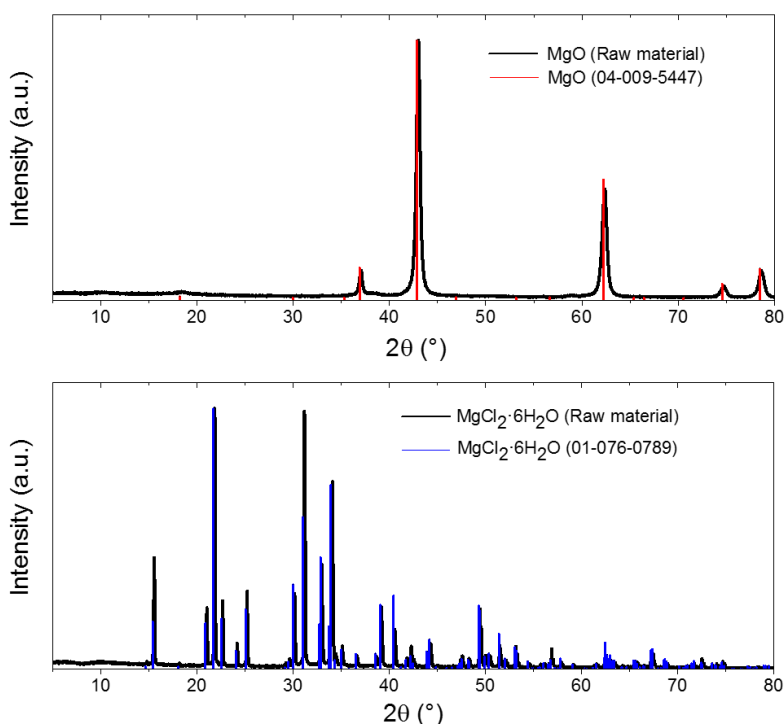 Intensity (a.u.)
MgO (Raw material)
MgO (04-009-5447)
10 20 30 40 50 60 70 80
2θ (°)
Intensity (a.u.)
MgCl₂·6H₂O (Raw material)
MgCl₂·6H₂O (01-076-0789)
10 20 30 40 50 60 70 80
2θ (°)